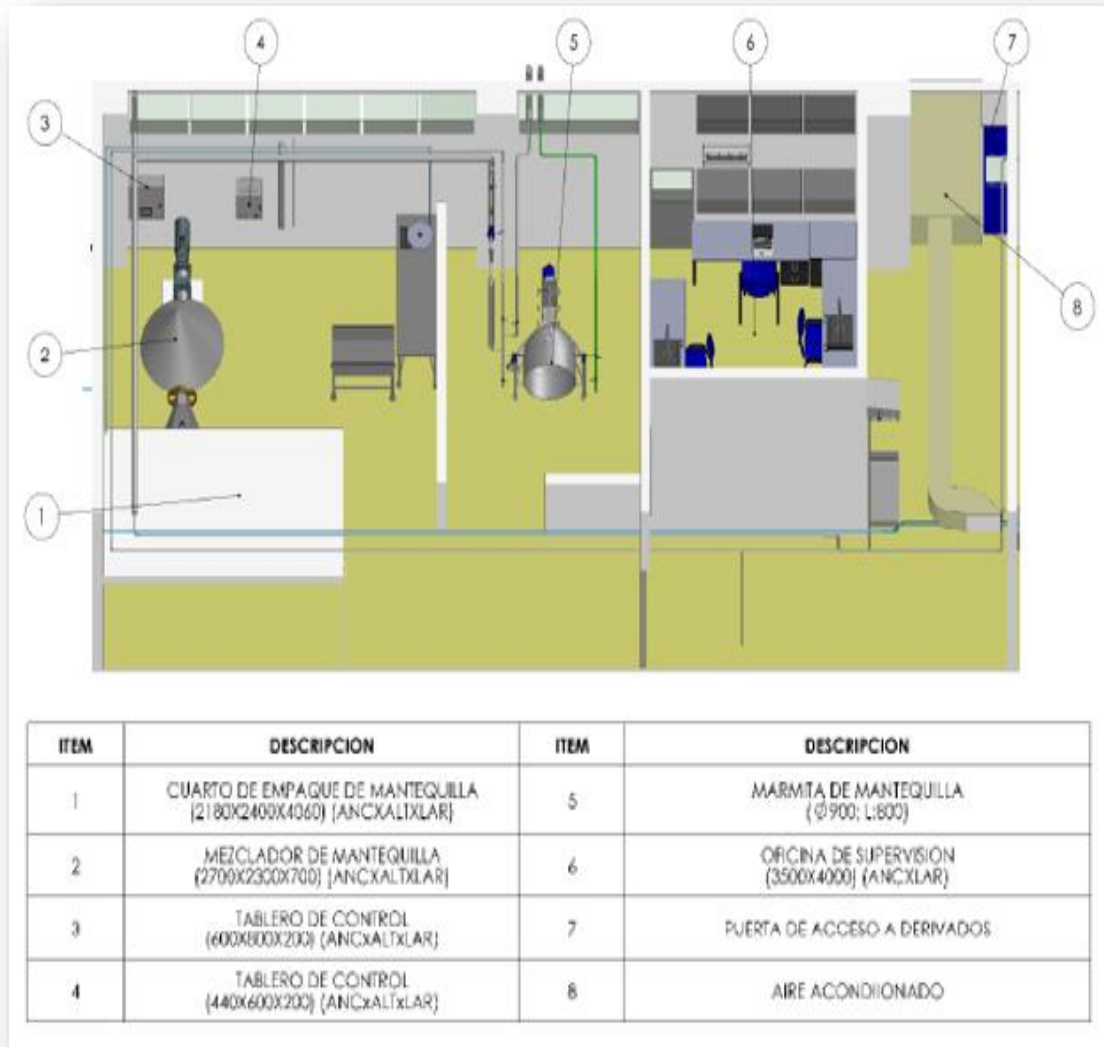 4
5
6
7
3
2
8
1
ITEM DESCRIPCION ITEM DESCRIPCION
1 CUARTO DE EMPAQUE DE MANTEQUILLA (2180X2400X4060) (ANCXALTXLAR) 5 MARMITA DE MANTEQUILLA (∅900; L:800)
2 MEZCLADOR DE MANTEQUILLA (2700X2300X700) (ANCXALTXLAR) 6 OFICINA DE SUPERVISION (3500X4000) (ANCXLAR)
3 TABLERO DE CONTROL (600X800X200) (ANCxALTxLAR) 7 PUERTA DE ACCESO A DERIVADOS
4 TABLERO DE CONTROL (440X600X200) (ANCxALTxLAR) 8 AIRE ACONDIIONADO